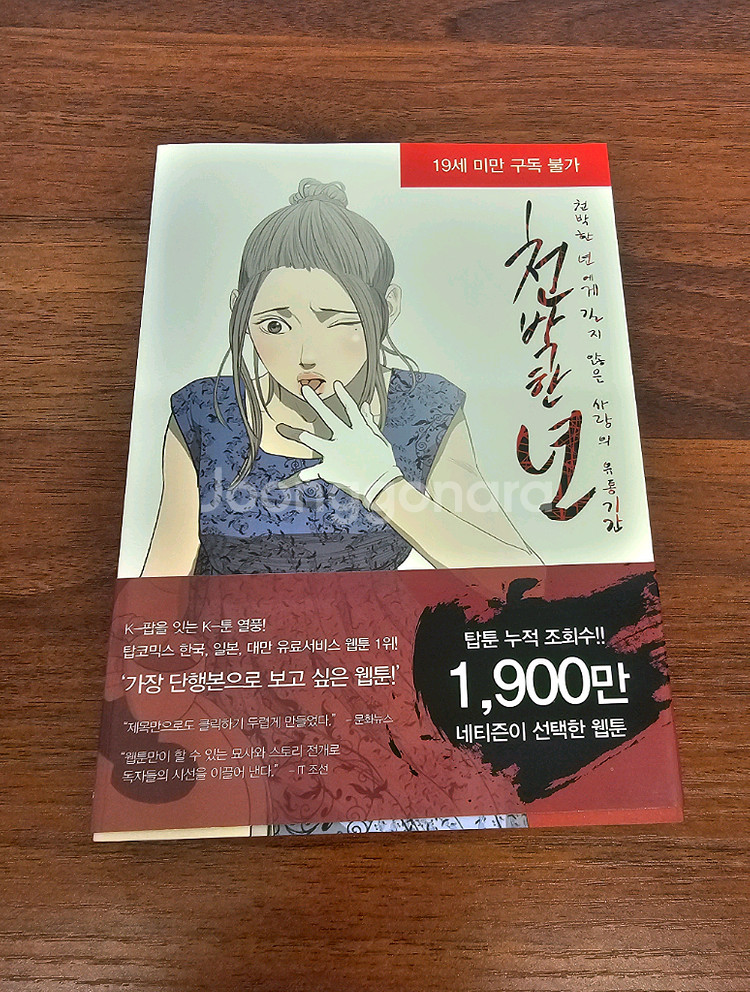 19세 미만 구독 불가
천박한 년에게 길지 않은 사랑의 유통기간
천박한 년
Joonggonara
K-팝을 잇는 K-툰 열풍!
탑코믹스 한국, 일본, 대만 유료서비스 웹툰 1위!
‘가장 단행본으로 보고 싶은 웹툰!’
“제목만으로도 클릭하기 두렵게 만들었다.” - 문화뉴스
“웹툰만이 할 수 있는 묘사와 스토리 전개로
독자들의 시선을 이끌어 낸다.” - IT 조선
탑툰 누적 조회수!!
1,900만
네티즌이 선택한 웹툰